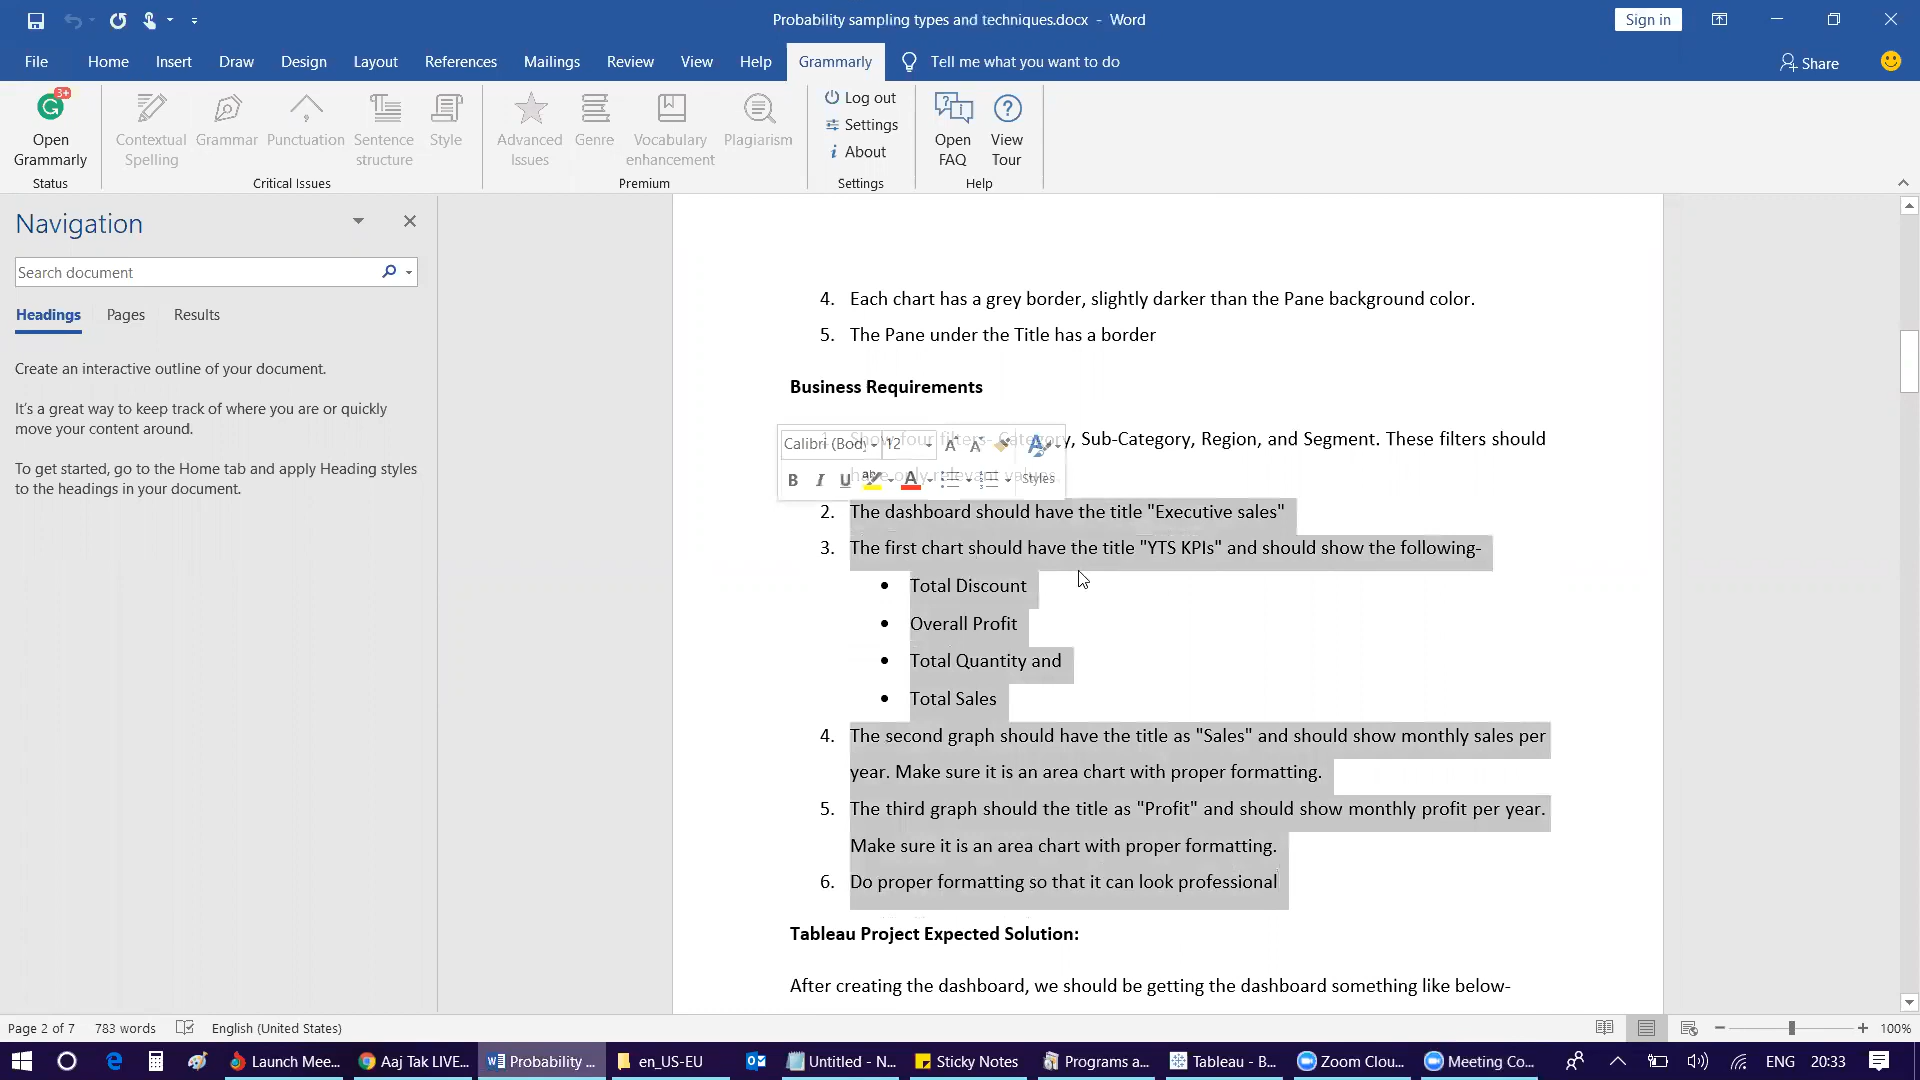 Probability sampling types and techniques.docx - Word
Sign in
File Home Insert Draw Design Layout References Mailings Review View Help Grammarly Tell me what you want to do Share
3+
Open Grammarly
Status
Contextual Spelling
Grammar
Punctuation
Sentence structure
Style
Critical Issues
Advanced Issues
Genre
Vocabulary enhancement
Plagiarism
Premium
Log out
Settings
About
Settings
Open FAQ
View Tour
Help
Navigation
Search document
Headings Pages Results
Create an interactive outline of your document.
It's a great way to keep track of where you are or quickly
move your content around.
To get started, go to the Home tab and apply Heading styles
to the headings in your document.
4. Each chart has a grey border, slightly darker than the Pane background color.
5. The Pane under the Title has a border
Business Requirements
1. Show four filters- Category, Sub-Category, Region, and Segment. These filters should
have only relevant values
Calibri (Body 12
B I U Styles
2. The dashboard should have the title "Executive sales"
3. The first chart should have the title "YTS KPIs" and should show the following-
• Total Discount
• Overall Profit
• Total Quantity and
• Total Sales
4. The second graph should have the title as "Sales" and should show monthly sales per
year. Make sure it is an area chart with proper formatting.
5. The third graph should the title as "Profit" and should show monthly profit per year.
Make sure it is an area chart with proper formatting.
6. Do proper formatting so that it can look professional
Tableau Project Expected Solution:
After creating the dashboard, we should be getting the dashboard something like below-
Page 2 of 7 783 words English (United States) 100%
Launch Mee... Aaj Tak LIVE... Probability ... en_US-EU Untitled - N... Sticky Notes Programs a... Tableau - B... Zoom Clou... Meeting Co... ENG 20:33